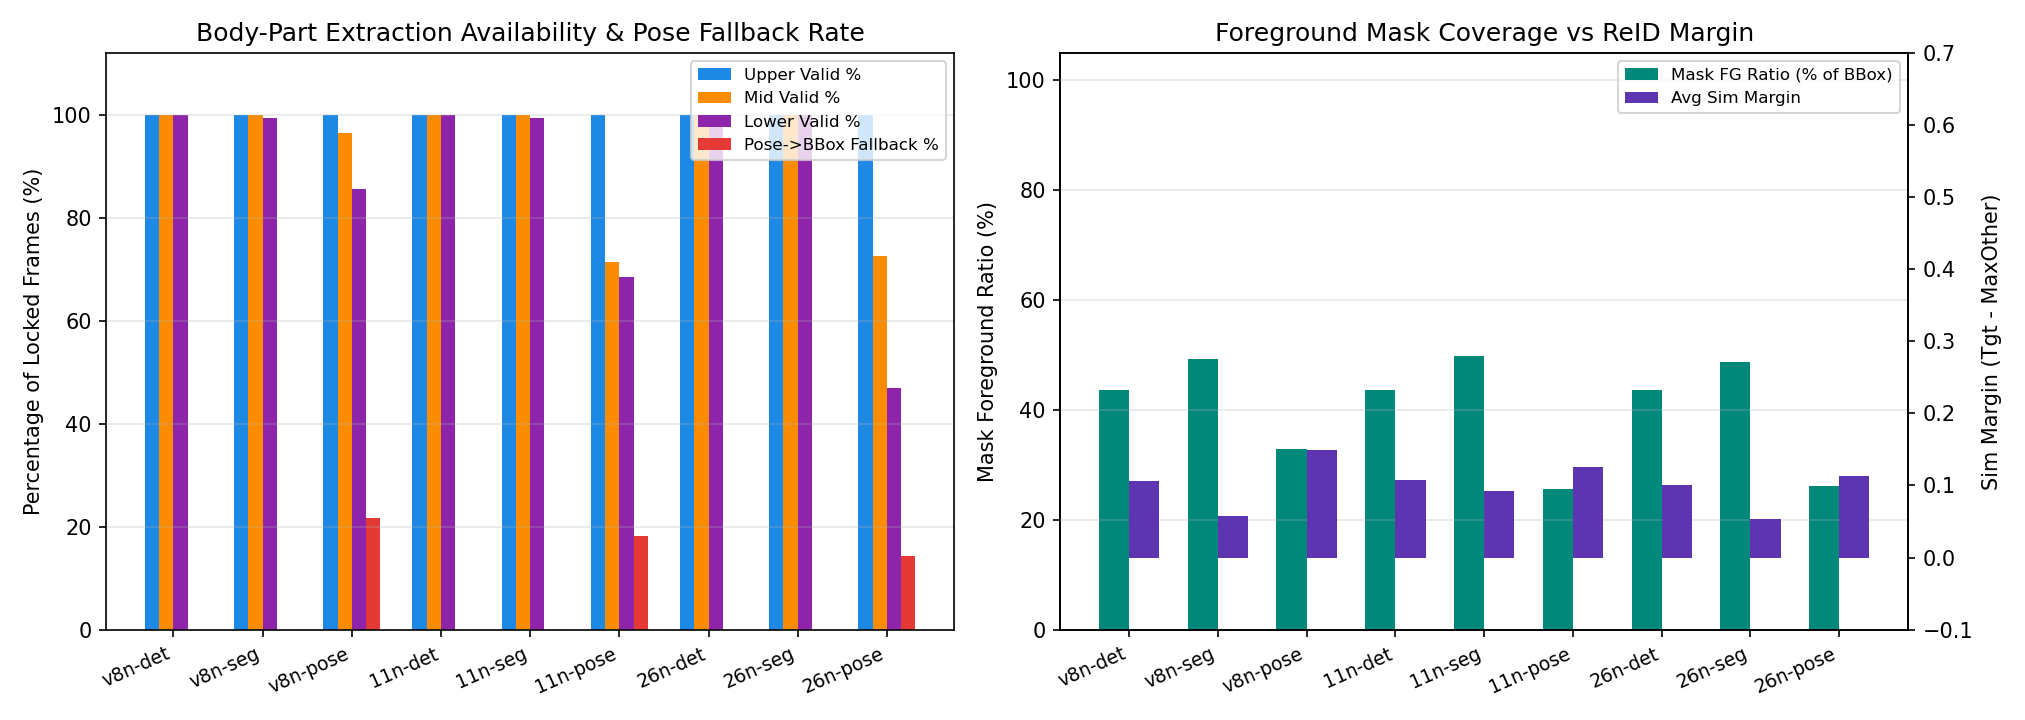 Body-Part Extraction Availability & Pose Fallback Rate
Percentage of Locked Frames (%)
100
80
60
40
20
0
Upper Valid %
Mid Valid %
Lower Valid %
Pose->BBox Fallback %
v8n-det
v8n-seg
v8n-pose
11n-det
11n-seg
11n-pose
26n-det
26n-seg
26n-pose
Foreground Mask Coverage vs ReID Margin
Mask Foreground Ratio (%)
100
80
60
40
20
0
Mask FG Ratio (% of BBox)
Avg Sim Margin
0.7
0.6
0.5
0.4
0.3
0.2
0.1
0.0
−0.1
Sim Margin (Tgt - MaxOther)
v8n-det
v8n-seg
v8n-pose
11n-det
11n-seg
11n-pose
26n-det
26n-seg
26n-pose